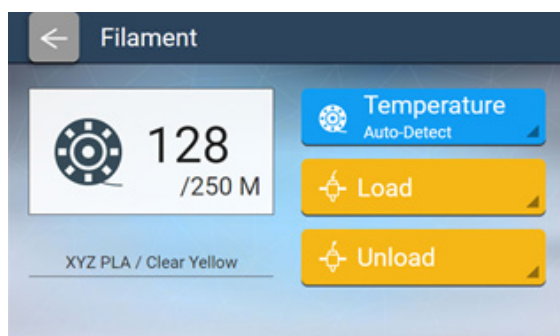 Filament
128
/250 M
XYZ PLA / Clear Yellow
Temperature
Auto-Detect
Load
Unload